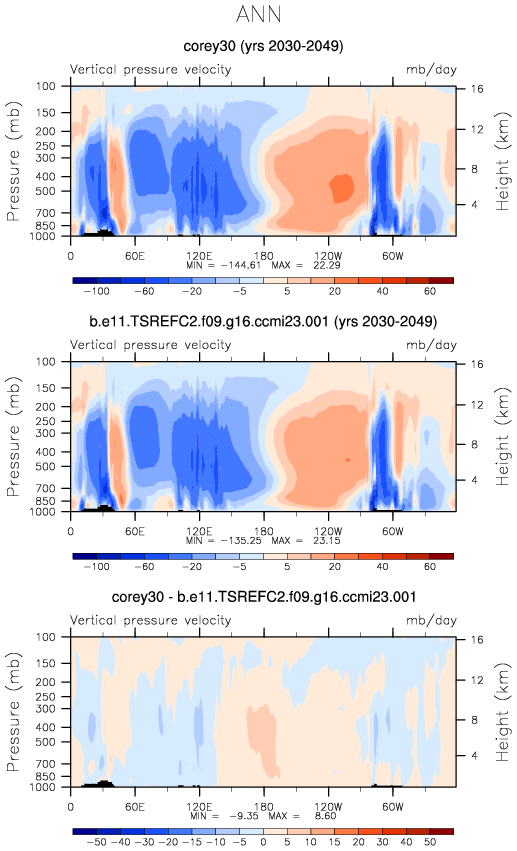 ANN
corey30 (yrs 2030-2049)
Vertical pressure velocity mb/day
Pressure (mb)
100
150
200
250
300
400
500
700
850
1000
16
12
8
4
Height (km)
0 60E 120E 180 120W 60W
MIN = -144.61 MAX = 22.29
-100 -60 -20 -5 5 20 40 60
b.e11.TSREFC2.f09.g16.ccmi23.001 (yrs 2030-2049)
Vertical pressure velocity mb/day
Pressure (mb)
100
150
200
250
300
400
500
700
850
1000
16
12
8
4
Height (km)
0 60E 120E 180 120W 60W
MIN = -135.25 MAX = 23.15
-100 -60 -20 -5 5 20 40 60
corey30 - b.e11.TSREFC2.f09.g16.ccmi23.001
Vertical pressure velocity mb/day
Pressure (mb)
100
150
200
250
300
400
500
700
850
1000
16
12
8
4
Height (km)
0 60E 120E 180 120W 60W
MIN = -9.35 MAX = 8.60
-50 -40 -30 -20 -15 -10 -5 0 5 10 15 20 30 40 50